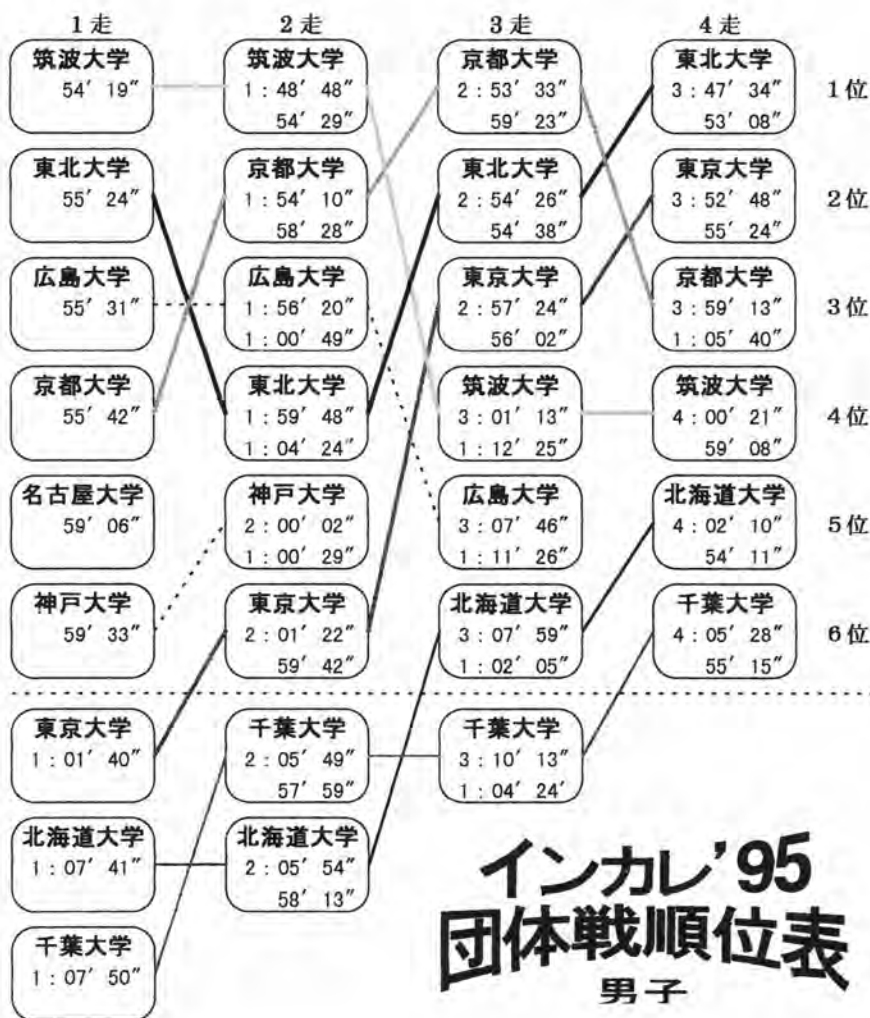 1走
2走
3走
4走
筑波大学
54′ 19″
筑波大学
1 : 48′ 48″
54′ 29″
京都大学
2 : 53′ 33″
59′ 23″
東北大学
3 : 47′ 34″
53′ 08″
1位
東北大学
55′ 24″
京都大学
1 : 54′ 10″
58′ 28″
東北大学
2 : 54′ 26″
54′ 38″
東京大学
3 : 52′ 48″
55′ 24″
2位
広島大学
55′ 31″
広島大学
1 : 56′ 20″
1 : 00′ 49″
東京大学
2 : 57′ 24″
56′ 02″
京都大学
3 : 59′ 13″
1 : 05′ 40″
3位
京都大学
55′ 42″
東北大学
1 : 59′ 48″
1 : 04′ 24″
筑波大学
3 : 01′ 13″
1 : 12′ 25″
筑波大学
4 : 00′ 21″
59′ 08″
4位
名古屋大学
59′ 06″
神戸大学
2 : 00′ 02″
1 : 00′ 29″
広島大学
3 : 07′ 46″
1 : 11′ 26″
北海道大学
4 : 02′ 10″
54′ 11″
5位
神戸大学
59′ 33″
東京大学
2 : 01′ 22″
59′ 42″
北海道大学
3 : 07′ 59″
1 : 02′ 05″
千葉大学
4 : 05′ 28″
55′ 15″
6位
東京大学
1 : 01′ 40″
千葉大学
2 : 05′ 49″
57′ 59″
千葉大学
3 : 10′ 13″
1 : 04′ 24′
北海道大学
1 : 07′ 41″
北海道大学
2 : 05′ 54″
58′ 13″
千葉大学
1 : 07′ 50″
インカレ’95
団体戦順位表
男子